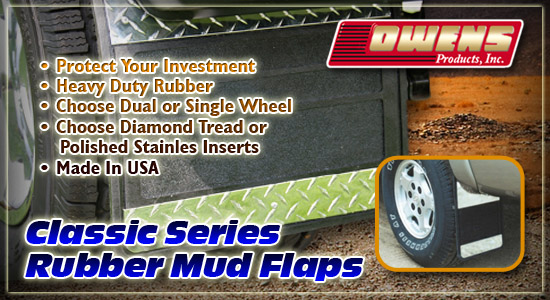 OWENS
Products, Inc.
• Protect Your Investment
• Heavy Duty Rubber
• Choose Dual or Single Wheel
• Choose Diamond Tread or
Polished Stainles Inserts
• Made In USA
Classic Series
Rubber Mud Flaps